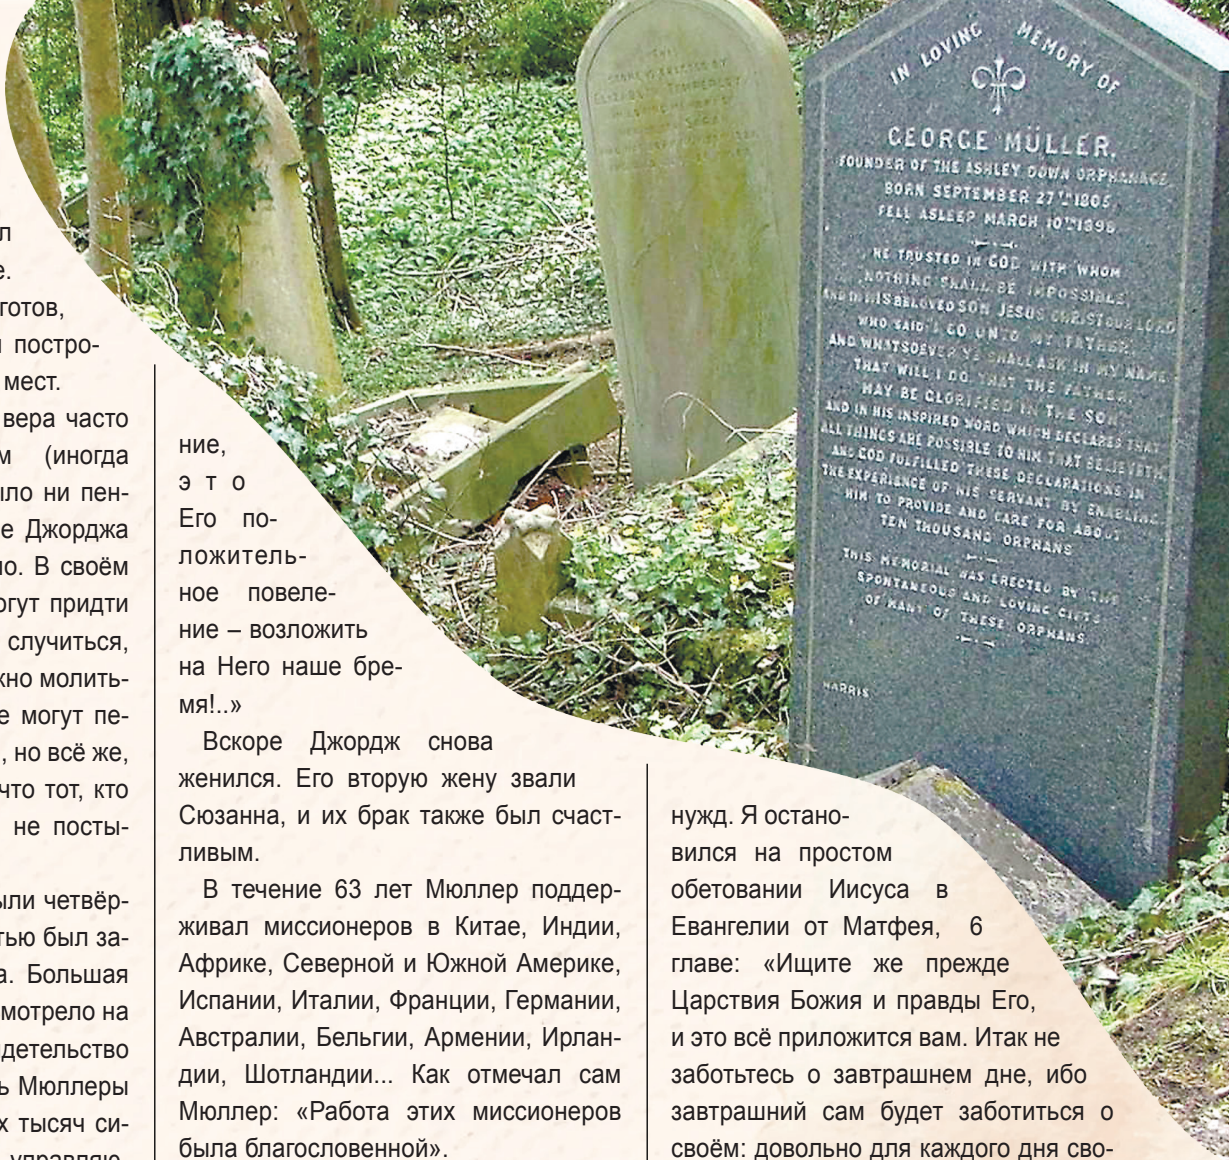 л
е.
готов,
постро-
мест.
вера часто
м (иногда
ыло ни пен-
е Джорджа
но. В своём
огут придти
случиться,
жно молить-
е могут пе-
, но всё же,
что тот, кто
не посты-
ыли четвёр-
тью был за-
а. Большая
мотрело на
идетельство
ь Мюллеры
х тысяч си-
управляю-
ние,
это
Его по-
ложитель-
ное повеле-
ние – возложить
на Него наше бре-
мя!..»
Вскоре Джордж снова
женился. Его вторую жену звали
Сюзанна, и их брак также был счаст-
ливым.
В течение 63 лет Мюллер поддер-
живал миссионеров в Китае, Индии,
Африке, Северной и Южной Америке,
Испании, Италии, Франции, Германии,
Австралии, Бельгии, Армении, Ирлан-
дии, Шотландии... Как отмечал сам
Мюллер: «Работа этих миссионеров
была благословенной».
нужд. Я остано-
вился на простом
обетовании Иисуса в
Евангелии от Матфея, 6
главе: «Ищите же прежде
Царствия Божия и правды Его,
и это всё приложится вам. Итак не
заботьтесь о завтрашнем дне, ибо
завтрашний сам будет заботиться о
своём: довольно для каждого дня сво-
IN LOVING MEMORY OF
GEORGE MÜLLER.
FOUNDER OF THE ASHLEY DOWN ORPHANAGE,
BORN SEPTEMBER 27TH 1805,
FELL ASLEEP MARCH 10TH 1898.
HE TRUSTED IN GOD WITH WHOM
NOTHING SHALL BE IMPOSSIBLE
AND IN HIS BELOVED SON JESUS CHRIST OUR LORD
WHO SAID "I GO UNTO MY FATHER,
AND WHATSOEVER YE SHALL ASK IN MY NAME
THAT WILL I DO, THAT THE FATHER,
MAY BE GLORIFIED IN THE SON"
AND IN HIS INSPIRED WORD WHICH DECLARES THAT
ALL THINGS ARE POSSIBLE TO HIM THAT BELIEVETH
AND GOD FULFILLED THESE DECLARATIONS IN
THE EXPERIENCE OF HIS SERVANT BY ENABLING
HIM TO PROVIDE AND CARE FOR ABOUT
TEN THOUSAND ORPHANS
THIS MEMORIAL WAS ERECTED BY THE
SPONTANEOUS AND LOVING GIFTS
OF MANY OF THESE ORPHANS
HARRIS